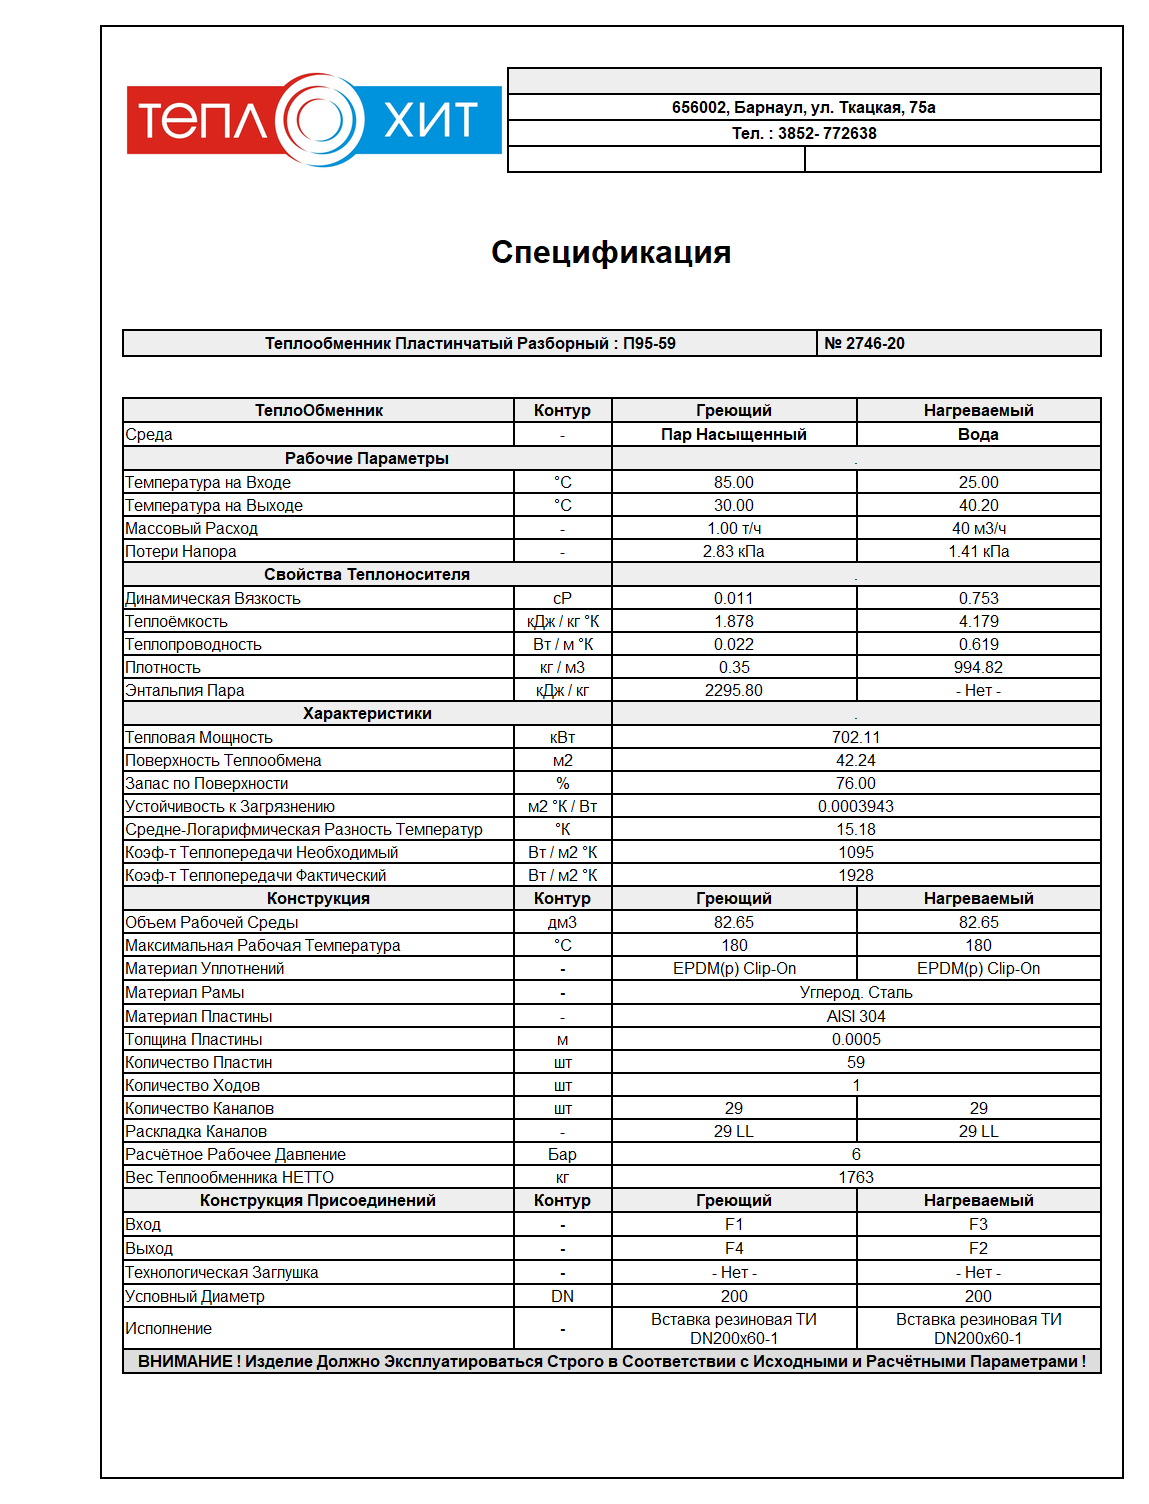 ТЕПЛ ХИТ
656002, Барнаул, ул. Ткацкая, 75а
Тел. : 3852- 772638
Спецификация
Теплообменник Пластинчатый Разборный : П95-59 № 2746-20
ТеплоОбменник Контур Греющий Нагреваемый
Среда - Пар Насыщенный Вода
Рабочие Параметры .
Температура на Входе °С 85.00 25.00
Температура на Выходе °С 30.00 40.20
Массовый Расход - 1.00 т/ч 40 м3/ч
Потери Напора - 2.83 кПа 1.41 кПа
Свойства Теплоносителя .
Динамическая Вязкость сР 0.011 0.753
Теплоёмкость кДж / кг °К 1.878 4.179
Теплопроводность Вт / м °К 0.022 0.619
Плотность кг / м3 0.35 994.82
Энтальпия Пара кДж / кг 2295.80 - Нет -
Характеристики .
Тепловая Мощность кВт 702.11
Поверхность Теплообмена м2 42.24
Запас по Поверхности % 76.00
Устойчивость к Загрязнению м2 °К / Вт 0.0003943
Средне-Логарифмическая Разность Температур °К 15.18
Коэф-т Теплопередачи Необходимый Вт / м2 °К 1095
Коэф-т Теплопередачи Фактический Вт / м2 °К 1928
Конструкция Контур Греющий Нагреваемый
Объем Рабочей Среды дм3 82.65 82.65
Максимальная Рабочая Температура °С 180 180
Материал Уплотнений - EPDM(p) Clip-On EPDM(p) Clip-On
Материал Рамы - Углерод. Сталь
Материал Пластины - AISI 304
Толщина Пластины м 0.0005
Количество Пластин шт 59
Количество Ходов шт 1
Количество Каналов шт 29 29
Раскладка Каналов - 29 LL 29 LL
Расчётное Рабочее Давление Бар 6
Вес Теплообменника НЕТТО кг 1763
Конструкция Присоединений Контур Греющий Нагреваемый
Вход - F1 F3
Выход - F4 F2
Технологическая Заглушка - - Нет - - Нет -
Условный Диаметр DN 200 200
Исполнение - Вставка резиновая ТИ Вставка резиновая ТИ
DN200x60-1 DN200x60-1
ВНИМАНИЕ ! Изделие Должно Эксплуатироваться Строго в Соответствии с Исходными и Расчётными Параметрами !